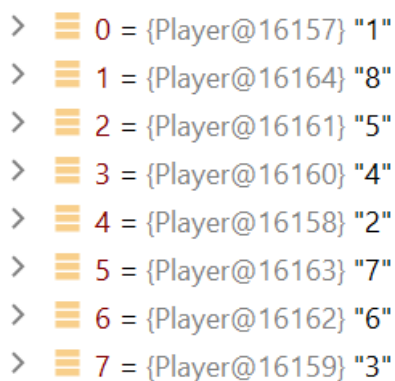 0 = {Player@16157} "1"
1 = {Player@16164} "8"
2 = {Player@16161} "5"
3 = {Player@16160} "4"
4 = {Player@16158} "2"
5 = {Player@16163} "7"
6 = {Player@16162} "6"
7 = {Player@16159} "3"